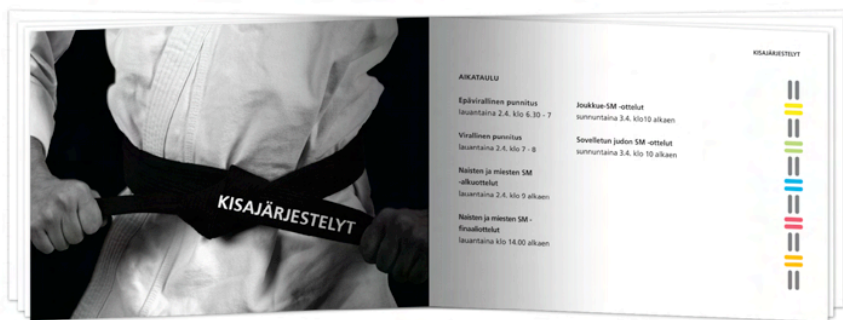 KISAJÄRJESTELYT
KISAJÄRJESTELYT
AIKATAULU
Epävirallinen punnitus
lauantaina 2.4. klo 6.30 - 7
Virallinen punnitus
lauantaina 2.4. klo 7 - 8
Naisten ja miesten SM
-alkuottelut
lauantaina 2.4. klo 9 alkaen
Naisten ja miesten SM -
finaaliottelut
lauantaina klo 14.00 alkaen
Joukkue-SM -ottelut
sunnuntaina 3.4. klo10 alkaen
Sovelletun judon SM -ottelut
sunnuntaina 3.4. klo 10 alkaen